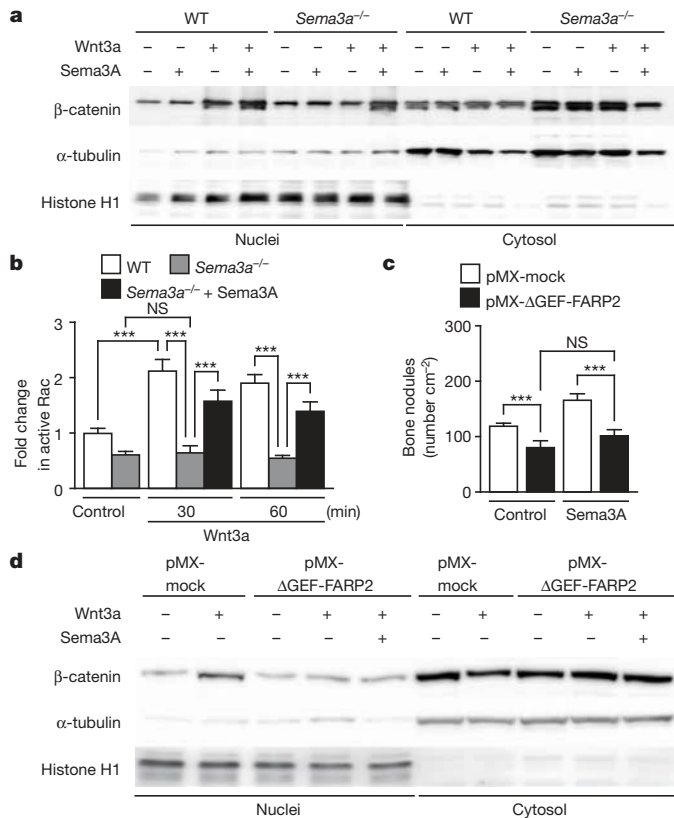 a
WT Sema3a–/– WT Sema3a–/–
Wnt3a – – + + – – + + – – + + – – + +
Sema3A – + – + – + – + – + – + – + – +
β-catenin
α-tubulin
Histone H1
Nuclei Cytosol
b
WT Sema3a–/–
Sema3a–/– + Sema3A
Fold change
in active Rac
3
2
1
0
NS
*** *** *** *** ***
Control 30 60 (min)
Wnt3a
c
pMX-mock
pMX-ΔGEF-FARP2
Bone nodules
(number cm–2)
300
200
100
0
NS
*** ***
Control Sema3A
d
pMX- pMX- pMX- pMX-
mock ΔGEF-FARP2 mock ΔGEF-FARP2
Wnt3a – + – + + – + – + +
Sema3A – – – – + – – – – +
β-catenin
α-tubulin
Histone H1
Nuclei Cytosol